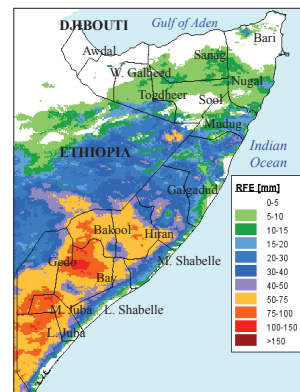 DJIBOUTI
Gulf of Aden
Bari
Awdal
Sanag
W. Galbeed
Nugal
Togdheer
Sool
Mudug
ETHIOPIA
Indian
Ocean
Galgadud
RFE [mm]
0-5
5-10
10-15
15-20
20-30
30-40
40-50
50-75
75-100
100-150
>150
Bakool
Hiran
Gedo
M. Shabelle
Bay
M. Juba
L. Shabelle
L. Juba